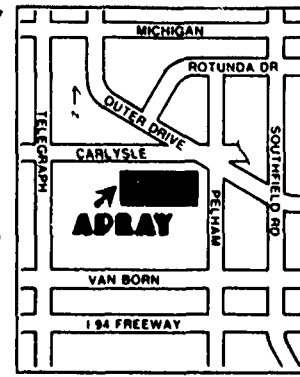 MICHIGAN
ROTUNDA DR
OUTER DRIVE
TELEGRAPH
CARLYSLE
SOUTHFIELD RD
ADRAY
PELHAM
VAN BORN
I 94 FREEWAY